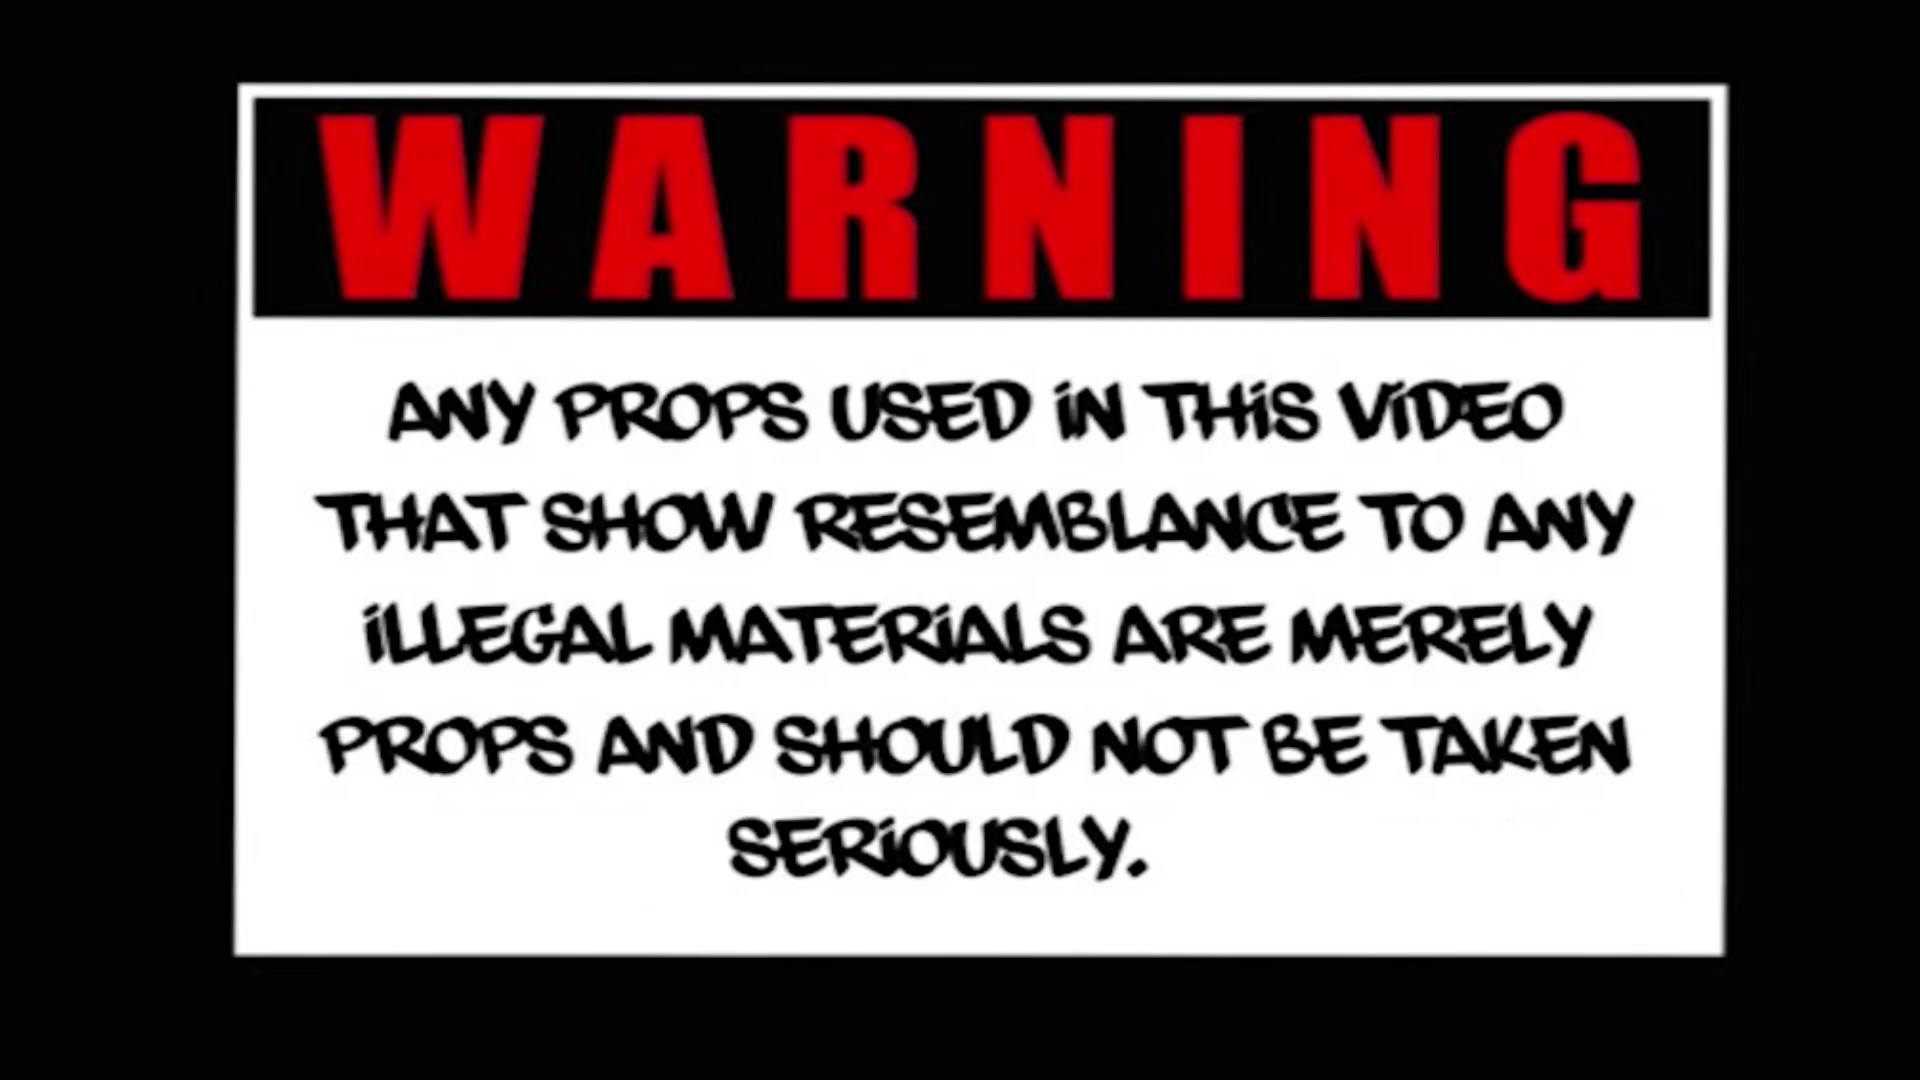 WARNING
ANY PROPS USED iN THiS ViDEO
THAT SHOW RESEMBLANCE TO ANY
iLLEGAL MATERiALS ARE MERELY
PROPS AND SHOULD NOT BE TAKEN
SERiOUSLY.